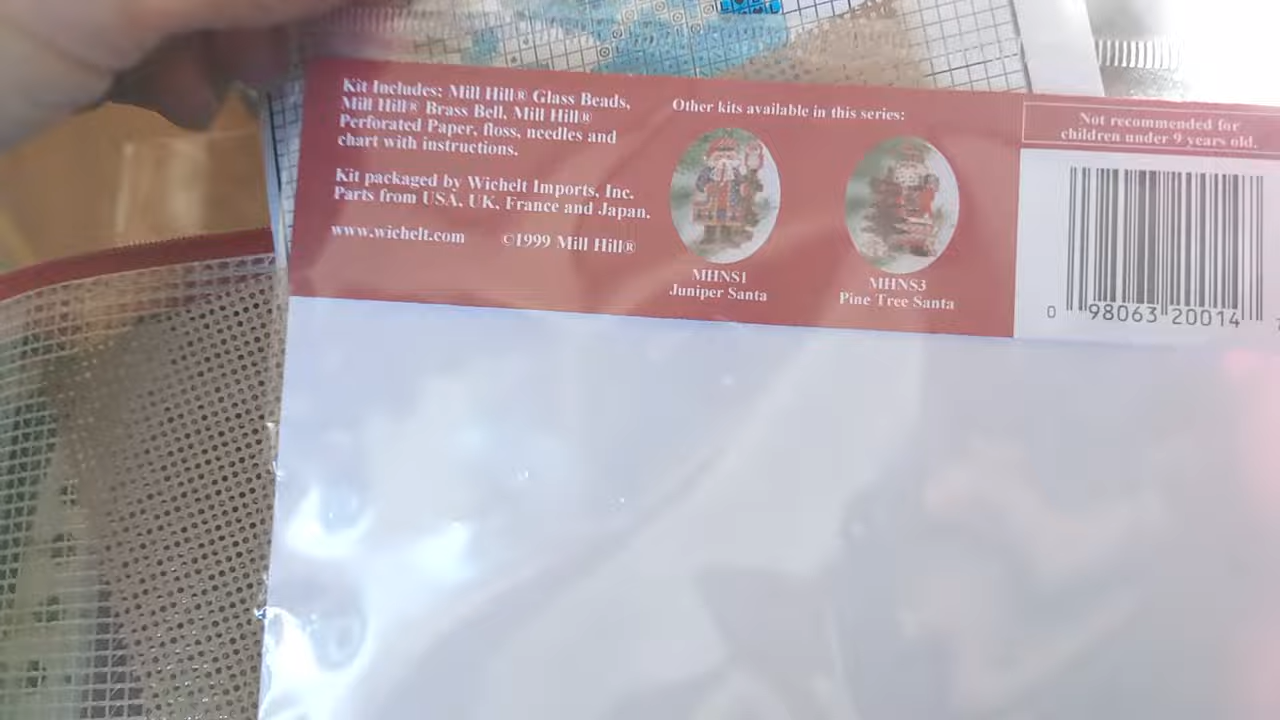 Kit Includes: Mill Hill® Glass Beads,
Mill Hill® Brass Bell, Mill Hill®
Perforated Paper, floss, needles and
chart with instructions.
Kit packaged by Wichelt Imports, Inc.
Parts from USA, UK, France and Japan.
www.wichelt.com ©1999 Mill Hill®
Other kits available in this series:
MHNS1
Juniper Santa
MHNS3
Pine Tree Santa
Not recommended for
children under 9 years old.
0 98063 20014